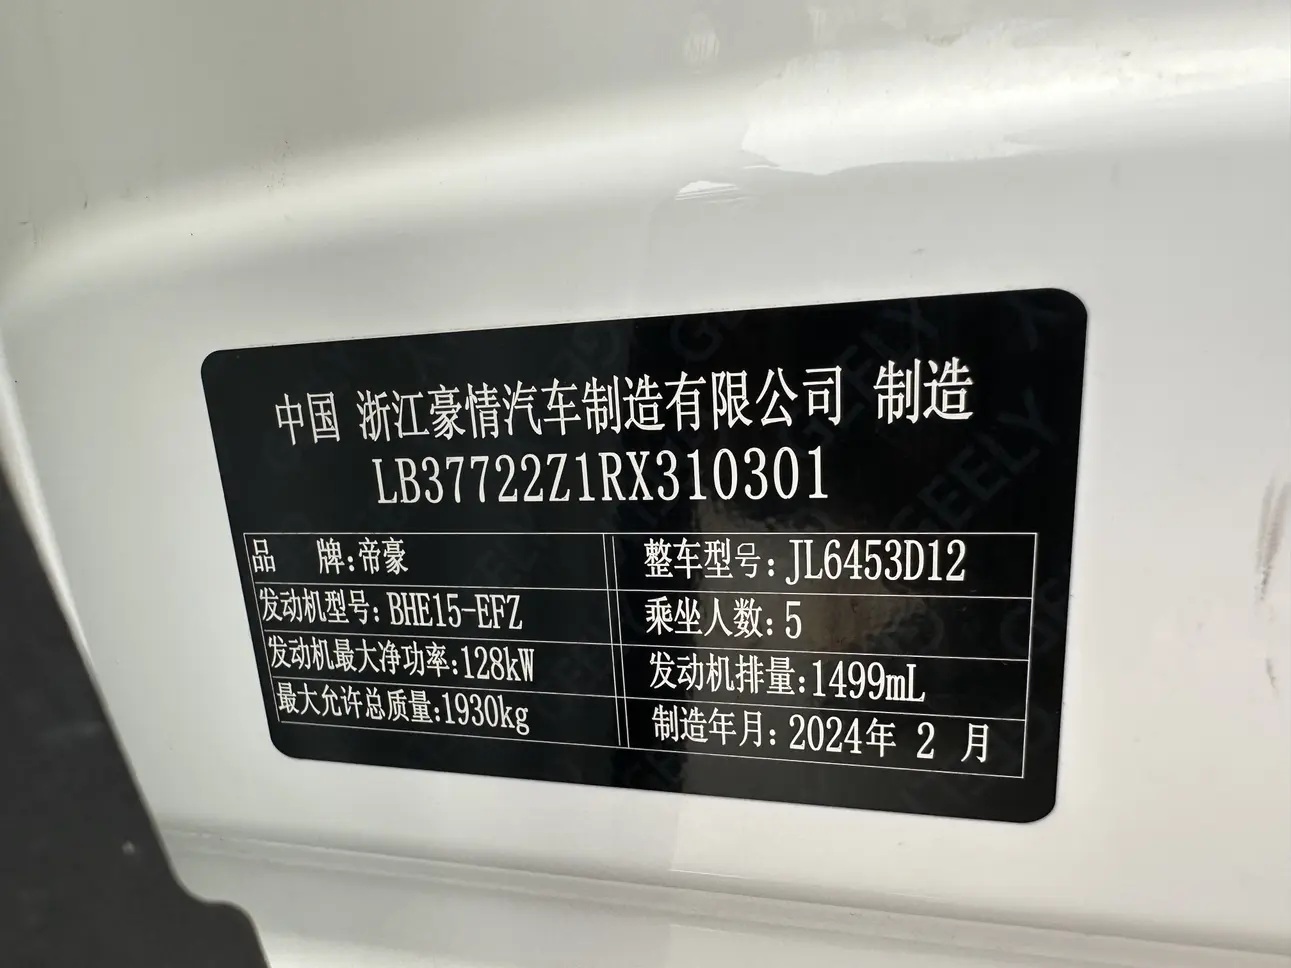 中国 浙江豪情汽车制造有限公司 制造
LB37722Z1RX310301
品 牌:帝豪 整车型号:JL6453D12
发动机型号:BHE15-EFZ 乘坐人数:5
发动机最大净功率:128kW 发动机排量:1499mL
最大允许总质量:1930kg 制造年月:2024年 2 月
GEELY
GEELY